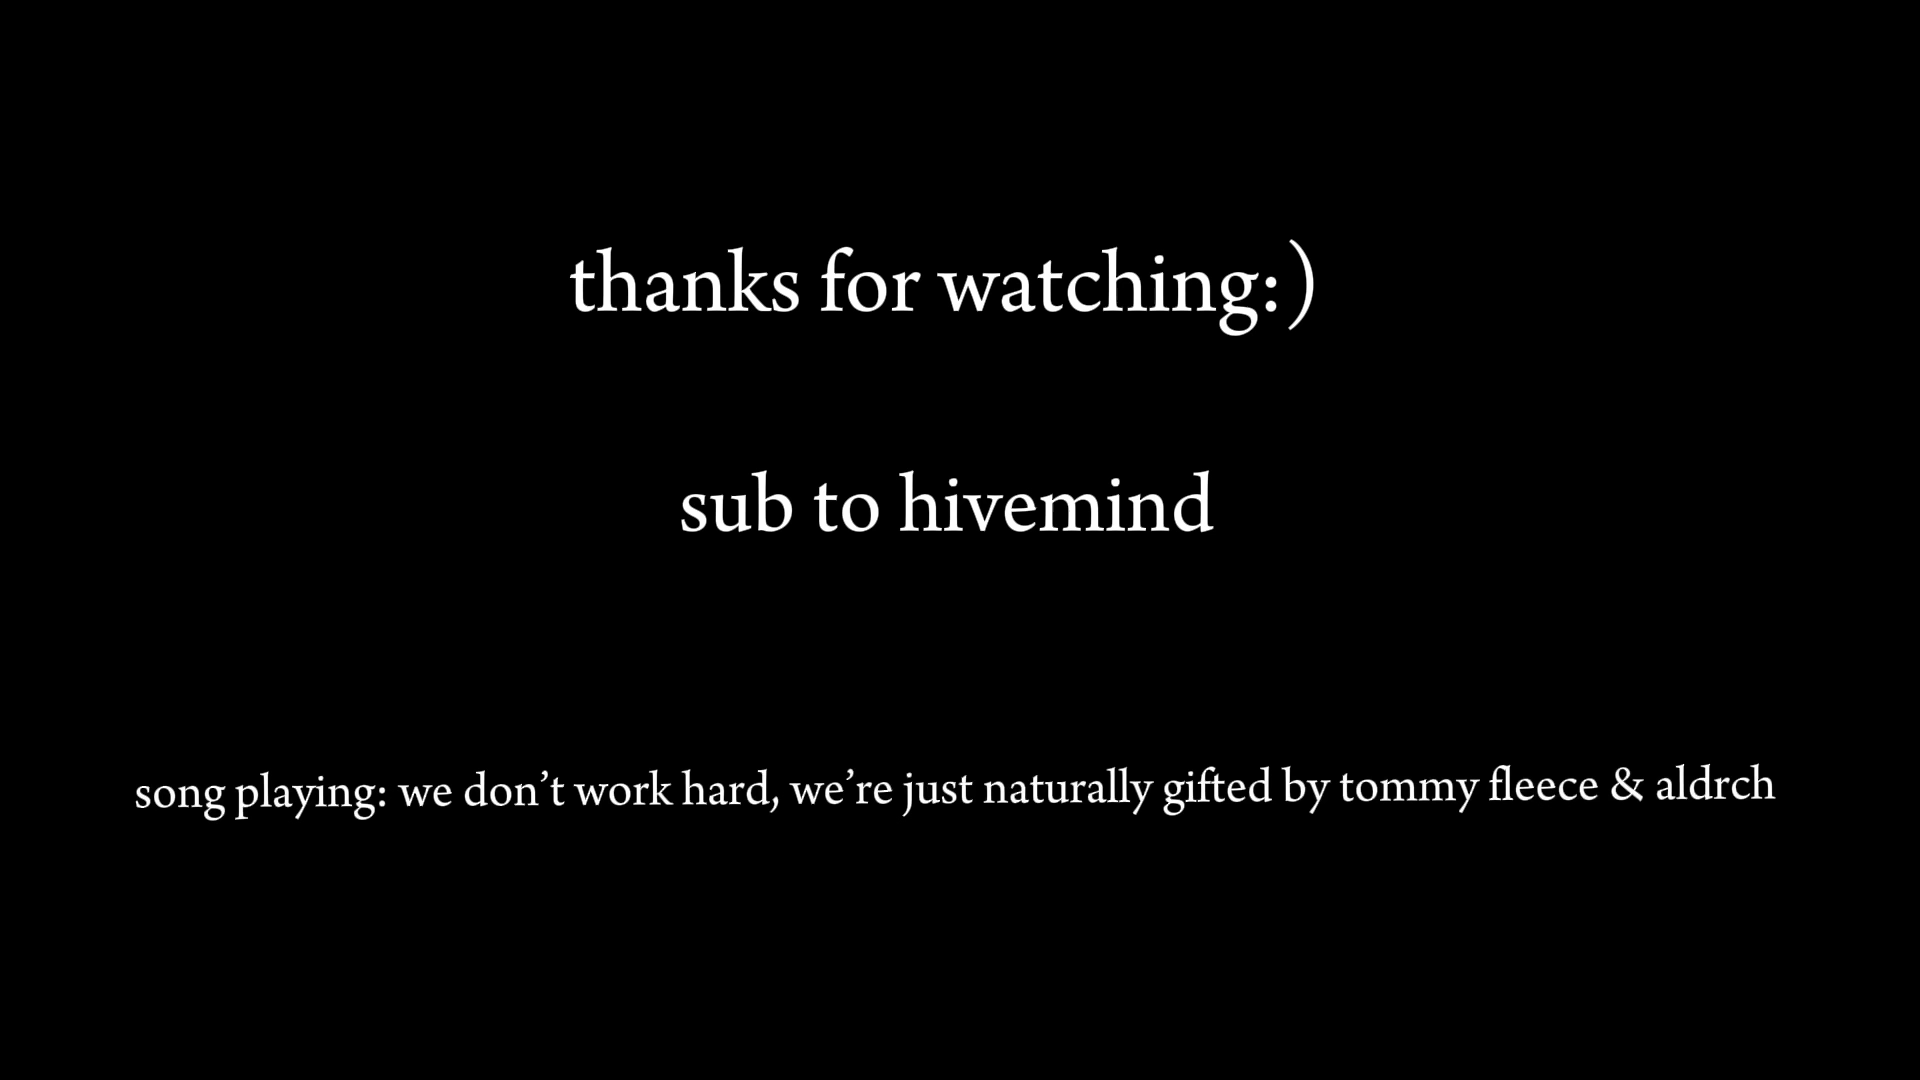 thanks for watching:)
sub to hivemind
song playing: we don’t work hard, we’re just naturally gifted by tommy fleece & aldrch